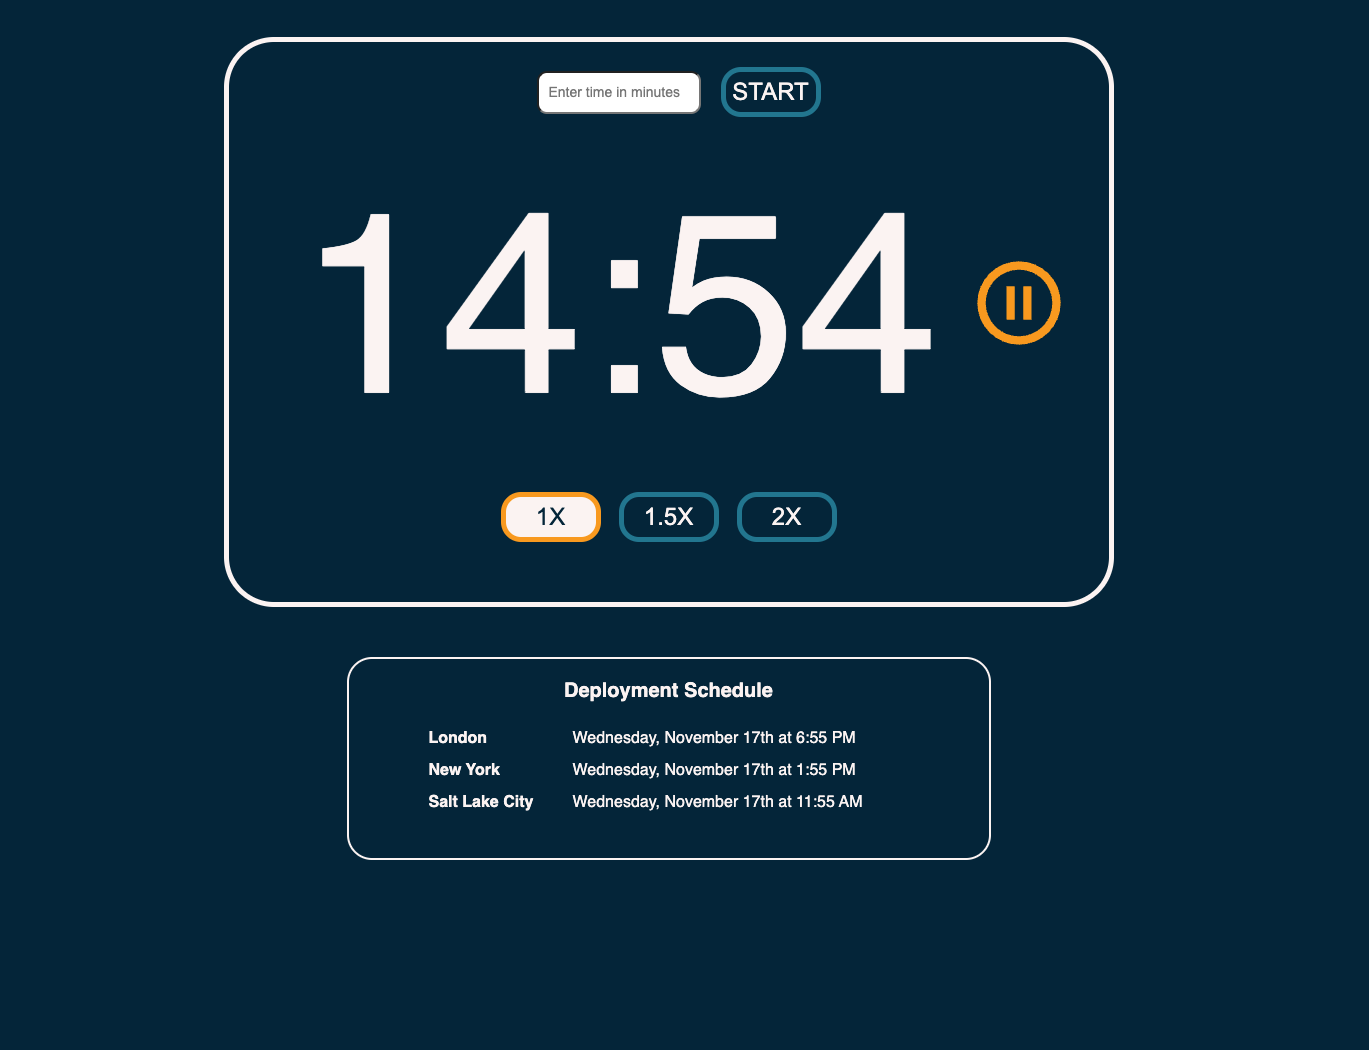 Enter time in minutes START
14:54
1X 1.5X 2X
Deployment Schedule
London Wednesday, November 17th at 6:55 PM
New York Wednesday, November 17th at 1:55 PM
Salt Lake City Wednesday, November 17th at 11:55 AM